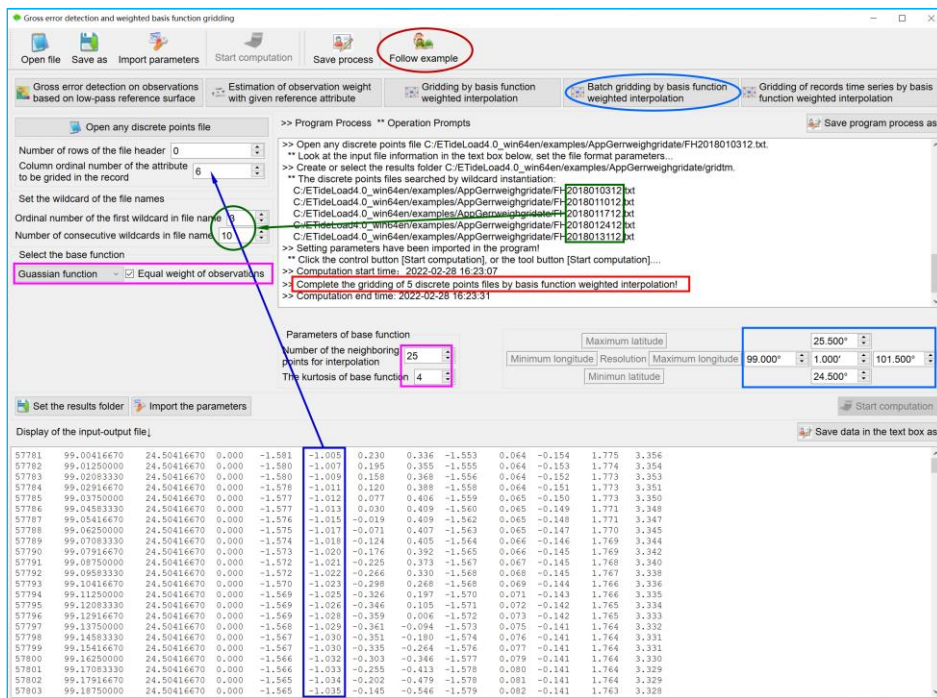 Gross error detection and weighted basis function gridding
Open file Save as Import parameters Start computation Save process Follow example
Gross error detection on observations based on low-pass reference surface
Estimation of observation weight with given reference attribute
Gridding by basis function weighted interpolation
Batch gridding by basis function weighted interpolation
Gridding of records time series by basis function weighted interpolation
Open any discrete points file
>> Program Process ** Operation Prompts
Save program process as
Number of rows of the file header 0
Column ordinal number of the attribute to be grided in the record 6
Set the wildcard of the file names
Ordinal number of the first wildcard in file name 3
Number of consecutive wildcards in file name 10
Select the base function
Guassian function Equal weight of observations
>> Open any discrete points file C:/ETideLoad4.0_win64en/examples/AppGerrweighgridate/FH2018010312.txt.
** Look at the input file information in the text box below, set the file format parameters...
>> Create or select the results folder C:/ETideLoad4.0_win64en/examples/AppGerrweighgridate/gridtm.
** The discrete points files searched by wildcard instantiation:
C:/ETideLoad4.0_win64en/examples/AppGerrweighgridate/FH2018010312.txt
C:/ETideLoad4.0_win64en/examples/AppGerrweighgridate/FH2018011012.txt
C:/ETideLoad4.0_win64en/examples/AppGerrweighgridate/FH2018011712.txt
C:/ETideLoad4.0_win64en/examples/AppGerrweighgridate/FH2018012412.txt
C:/ETideLoad4.0_win64en/examples/AppGerrweighgridate/FH2018013112.txt
>> Setting parameters have been imported in the program!
** Click the control button [Start computation], or the tool button [Start computation]....
>> Computation start time: 2022-02-28 16:23:07
>> Complete the gridding of 5 discrete points files by basis function weighted interpolation!
>> Computation end time: 2022-02-28 16:23:31
Parameters of base function
Number of the neighboring points for interpolation 25
The kurtosis of base function 4
Maximum latitude 25.500°
Minimum longitude Resolution Maximum longitude 99.000° 1.000' 101.500°
Minimun latitude 24.500°
Set the results folder Import the parameters Start computation
Display of the input-output file↓ Save data in the text box as
57781 99.00416670 24.50416670 0.000 -1.581 -1.005 0.230 0.336 -1.553 0.064 -0.154 1.775 3.356
57782 99.01250000 24.50416670 0.000 -1.580 -1.007 0.195 0.355 -1.555 0.064 -0.153 1.774 3.354
57783 99.02083330 24.50416670 0.000 -1.580 -1.009 0.158 0.368 -1.556 0.064 -0.152 1.773 3.353
57784 99.02916670 24.50416670 0.000 -1.578 -1.011 0.120 0.388 -1.558 0.064 -0.151 1.773 3.351
57785 99.03750000 24.50416670 0.000 -1.577 -1.012 0.077 0.406 -1.559 0.065 -0.150 1.773 3.350
57786 99.04583330 24.50416670 0.000 -1.577 -1.013 0.030 0.409 -1.560 0.065 -0.149 1.771 3.348
57787 99.05416670 24.50416670 0.000 -1.576 -1.015 -0.019 0.409 -1.562 0.065 -0.148 1.771 3.347
57788 99.06250000 24.50416670 0.000 -1.575 -1.017 -0.071 0.407 -1.563 0.065 -0.147 1.770 3.345
57789 99.07083330 24.50416670 0.000 -1.574 -1.018 -0.124 0.405 -1.564 0.066 -0.146 1.769 3.344
57790 99.07916670 24.50416670 0.000 -1.573 -1.020 -0.176 0.392 -1.565 0.066 -0.145 1.769 3.342
57791 99.08750000 24.50416670 0.000 -1.572 -1.021 -0.225 0.373 -1.567 0.067 -0.145 1.768 3.340
57792 99.09583330 24.50416670 0.000 -1.571 -1.022 -0.266 0.330 -1.568 0.068 -0.145 1.767 3.338
57793 99.10416670 24.50416670 0.000 -1.570 -1.023 -0.298 0.268 -1.568 0.069 -0.144 1.766 3.336
57794 99.11250000 24.50416670 0.000 -1.569 -1.025 -0.326 0.197 -1.570 0.071 -0.143 1.766 3.335
57795 99.12083330 24.50416670 0.000 -1.569 -1.026 -0.346 0.105 -1.571 0.072 -0.142 1.765 3.334
57796 99.12916670 24.50416670 0.000 -1.569 -1.028 -0.359 0.006 -1.572 0.073 -0.142 1.765 3.333
57797 99.13750000 24.50416670 0.000 -1.568 -1.029 -0.361 -0.094 -1.573 0.075 -0.141 1.764 3.332
57798 99.14583330 24.50416670 0.000 -1.567 -1.030 -0.351 -0.180 -1.574 0.076 -0.141 1.764 3.331
57799 99.15416670 24.50416670 0.000 -1.567 -1.030 -0.335 -0.264 -1.576 0.077 -0.141 1.764 3.331
57800 99.16250000 24.50416670 0.000 -1.566 -1.032 -0.303 -0.346 -1.577 0.079 -0.141 1.764 3.330
57801 99.17083330 24.50416670 0.000 -1.566 -1.033 -0.255 -0.413 -1.578 0.080 -0.141 1.764 3.329
57802 99.17916670 24.50416670 0.000 -1.565 -1.034 -0.202 -0.479 -1.578 0.081 -0.141 1.764 3.329
57803 99.18750000 24.50416670 0.000 -1.565 -1.035 -0.145 -0.546 -1.579 0.082 -0.141 1.763 3.328